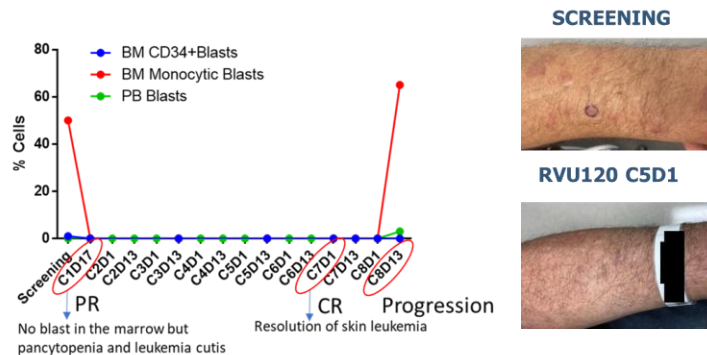 SCREENING
BM CD34+Blasts
BM Monocytic Blasts
PB Blasts
% Cells
80
60
40
20
0
Screening
C1D17
C2D1
C2D13
C3D1
C3D13
C4D1
C4D13
C5D1
C5D13
C6D1
C6D13
C7D1
C7D13
C8D1
C8D13
PR
CR
Progression
No blast in the marrow but
pancytopenia and leukemia cutis
Resolution of skin leukemia
RVU120 C5D1